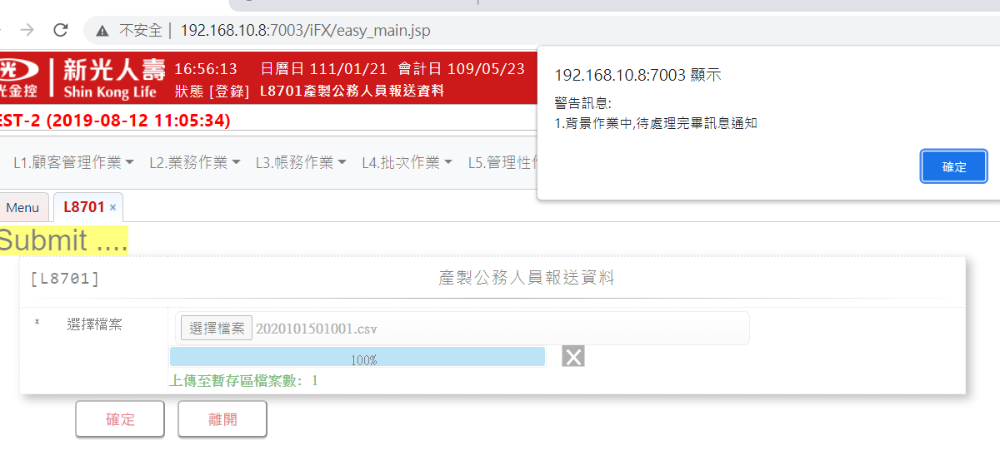 不安全 | 192.168.10.8:7003/iFX/easy_main.jsp
192.168.10.8:7003 顯示
警告訊息:
1.背景作業中,待處理完畢訊息通知
確定
光 新光人壽 16:56:13 日曆日 111/01/21 會計日 109/05/23
光金控 Shin Kong Life 狀態 [登錄] L8701產製公務人員報送資料
EST-2 (2019-08-12 11:05:34)
L1.顧客管理作業 L2.業務作業 L3.帳務作業 L4.批次作業 L5.管理性作
Menu L8701 ×
Submit ....
[L8701] 產製公務人員報送資料
* 選擇檔案 選擇檔案 2020101501001.csv
100%
上傳至暫存區檔案數: 1
確定 離開